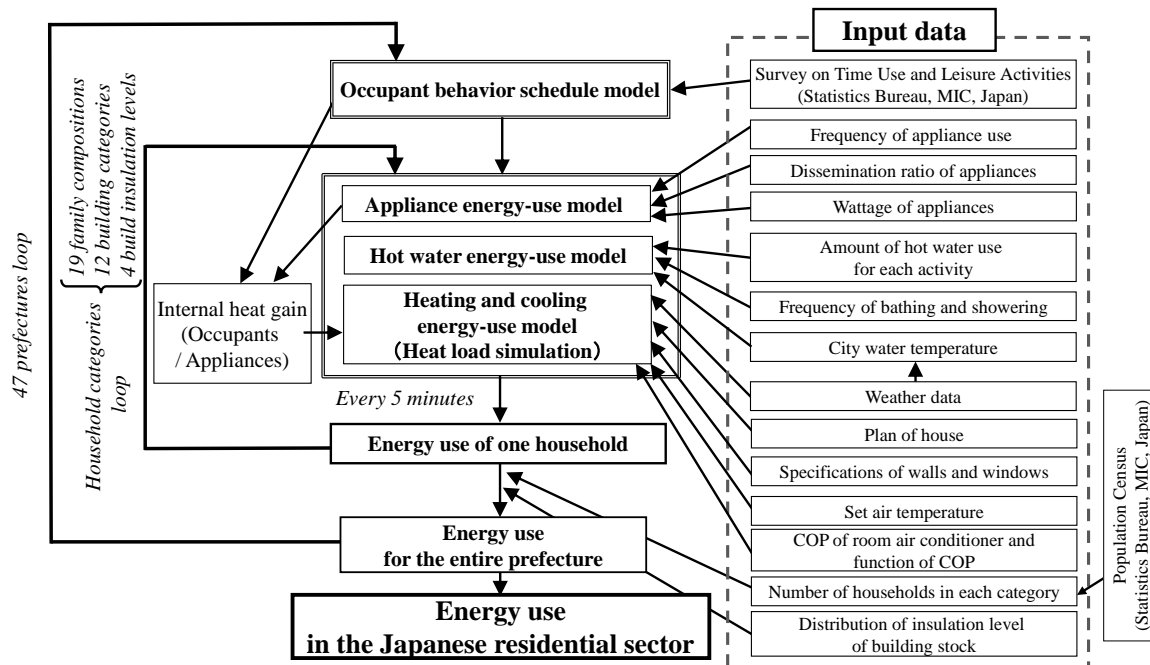 Input data
Survey on Time Use and Leisure Activities
(Statistics Bureau, MIC, Japan)
Occupant behavior schedule model
Frequency of appliance use
Dissemination ratio of appliances
Wattage of appliances
Amount of hot water use
for each activity
Frequency of bathing and showering
City water temperature
Weather data
Plan of house
Specifications of walls and windows
Set air temperature
COP of room air conditioner and
function of COP
Number of households in each category
Distribution of insulation level
of building stock
Population Census
(Statistics Bureau, MIC, Japan)
Appliance energy-use model
Hot water energy-use model
Heating and cooling
energy-use model
（Heat load simulation）
Internal heat gain
(Occupants
/ Appliances)
Every 5 minutes
Energy use of one household
Energy use
for the entire prefecture
Energy use
in the Japanese residential sector
47 prefectures loop
19 family compositions
12 building categories
4 build insulation levels
Household categories
loop